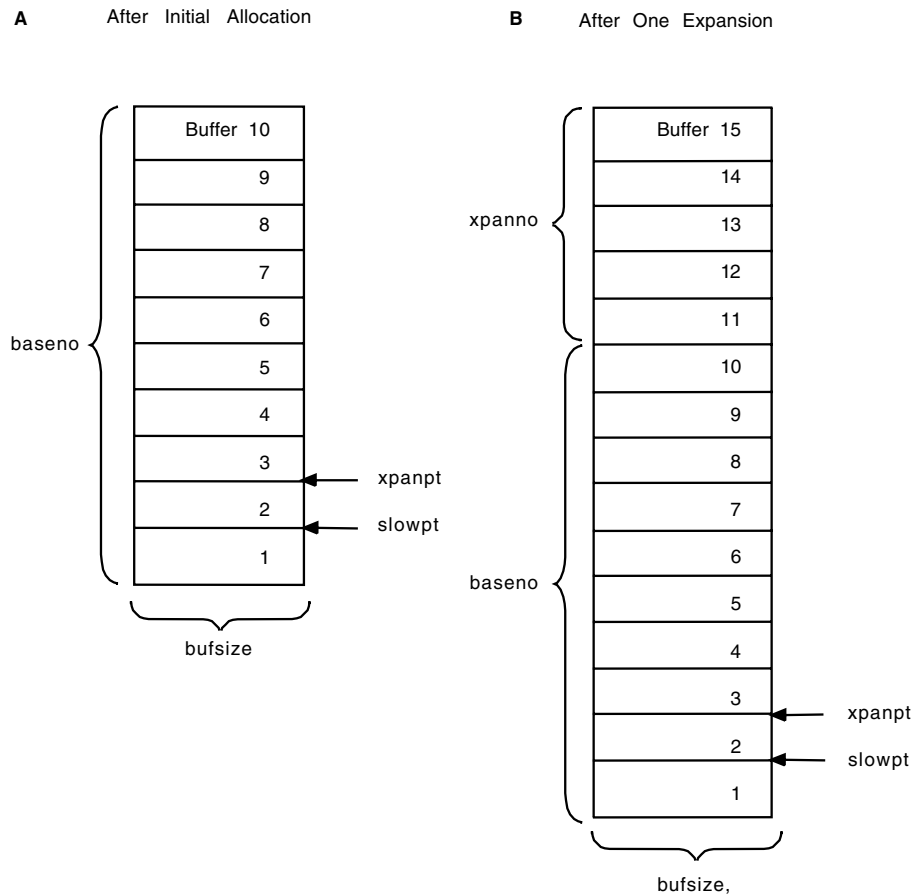 A After Initial Allocation
Buffer 10
9
8
7
6
5
4
3
2
1
baseno
xpanpt
slowpt
bufsize
B After One Expansion
Buffer 15
14
13
12
11
10
9
8
7
6
5
4
3
2
1
xpanno
baseno
xpanpt
slowpt
bufsize,